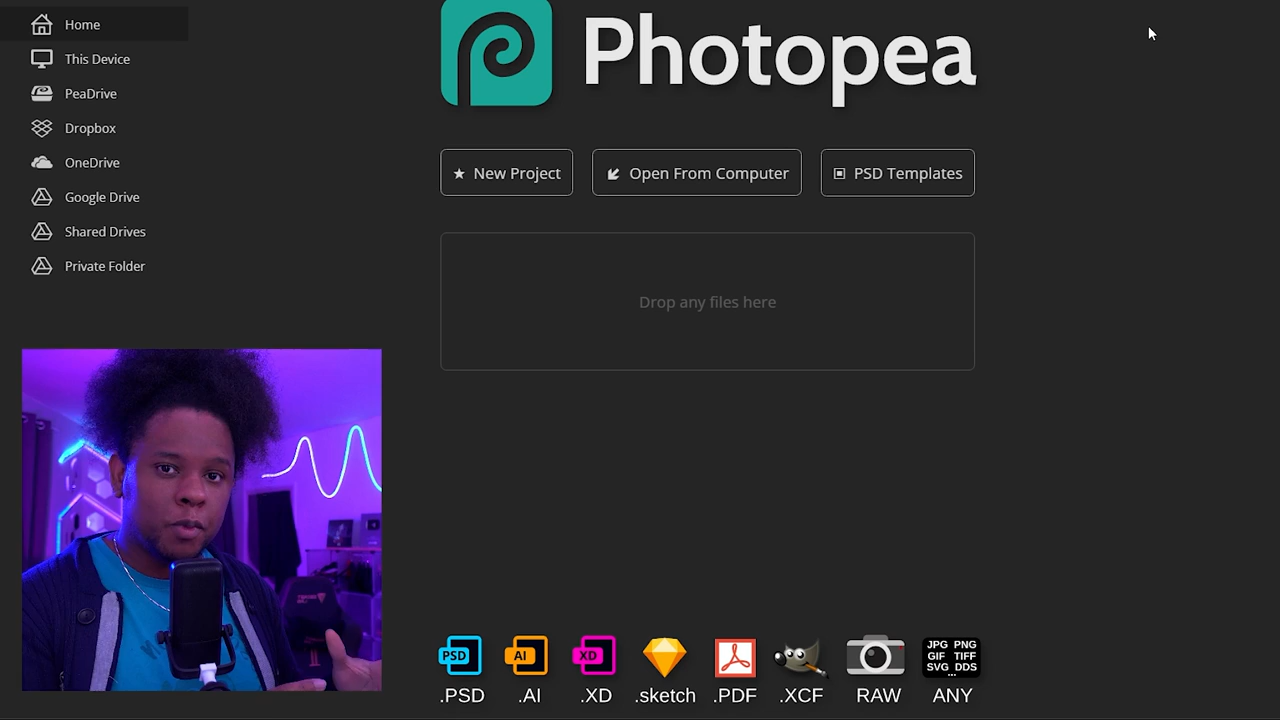 Home
This Device
PeaDrive
Dropbox
OneDrive
Google Drive
Shared Drives
Private Folder
Photopea
New Project
Open From Computer
PSD Templates
Drop any files here
PSD
AI
XD
JPG PNG
GIF TIFF
SVG DDS
...
.PSD
.AI
.XD
.sketch
.PDF
.XCF
RAW
ANY